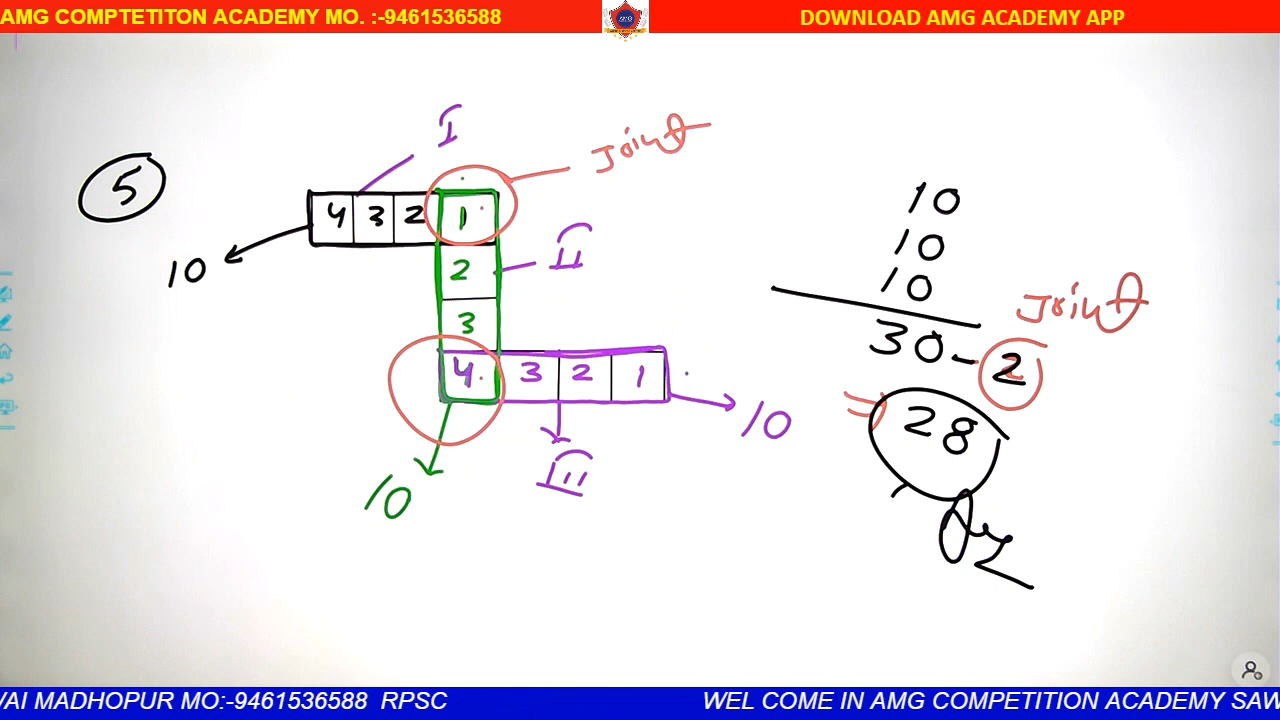 AMG COMPTETITON ACADEMY MO. :-9461536588
AMG
DOWNLOAD AMG ACADEMY APP
5
I
Joint
4 3 2 1
10
2
II
3
4 3 2 1
10
III
10
10
10
10
30-2
Joint
28
VAI MADHOPUR MO:-9461536588 RPSC
WEL COME IN AMG COMPETITION ACADEMY SAW